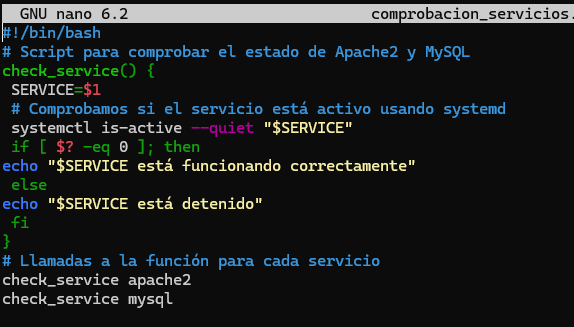 GNU nano 6.2 comprobacion_servicios.
#!/bin/bash
# Script para comprobar el estado de Apache2 y MySQL
check_service() {
SERVICE=$1
# Comprobamos si el servicio está activo usando systemd
systemctl is-active --quiet "$SERVICE"
if [ $? -eq 0 ]; then
echo "$SERVICE está funcionando correctamente"
else
echo "$SERVICE está detenido"
fi
}
# Llamadas a la función para cada servicio
check_service apache2
check_service mysql